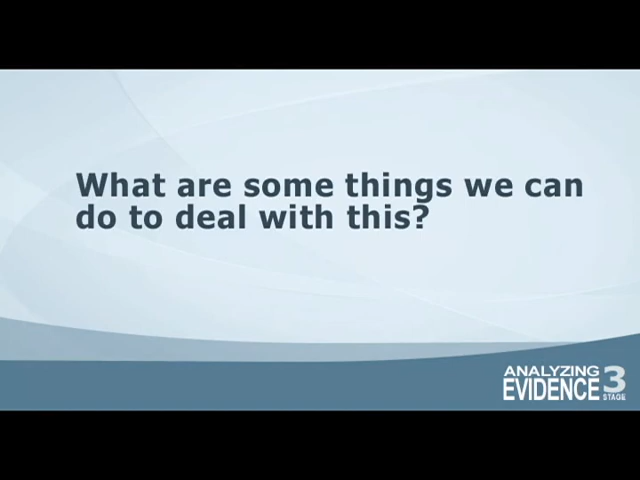 What are some things we can
do to deal with this?
ANALYZING
EVIDENCE 3
STAGE